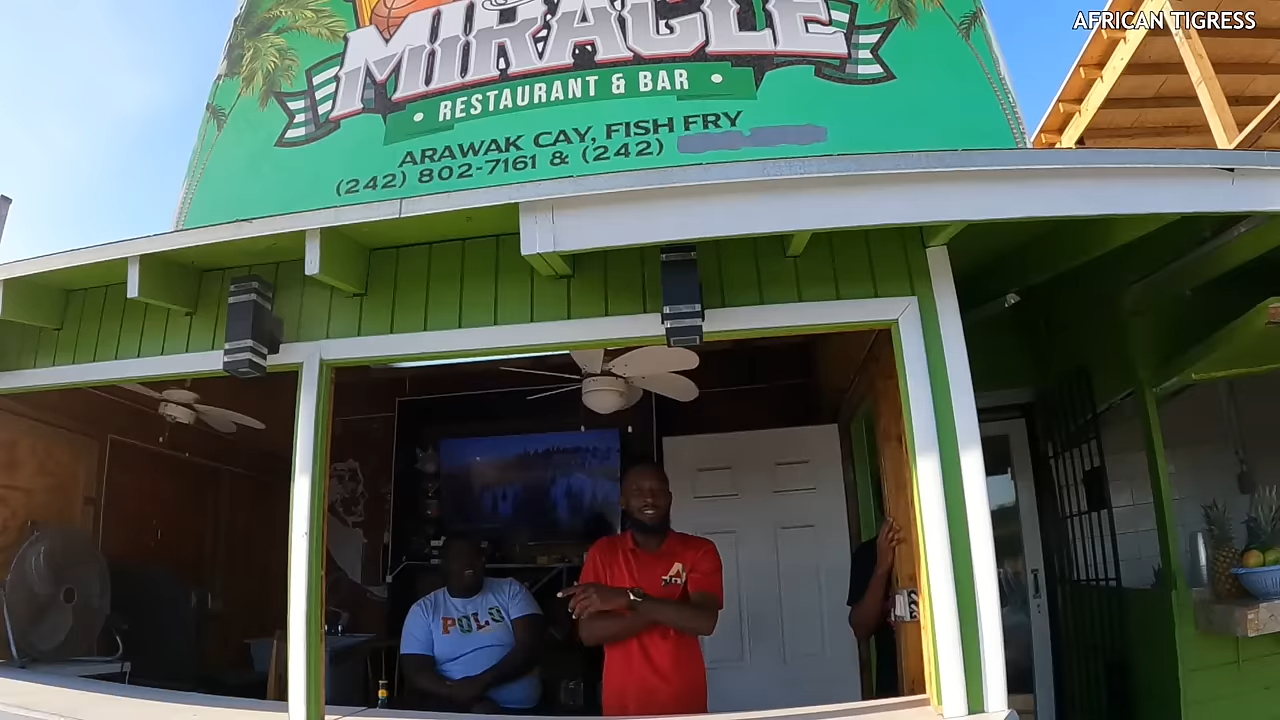 AFRICAN TIGRESS
MIRACLE
RESTAURANT & BAR
ARAWAK CAY, FISH FRY
(242) 802-7161 & (242)
POLO
A